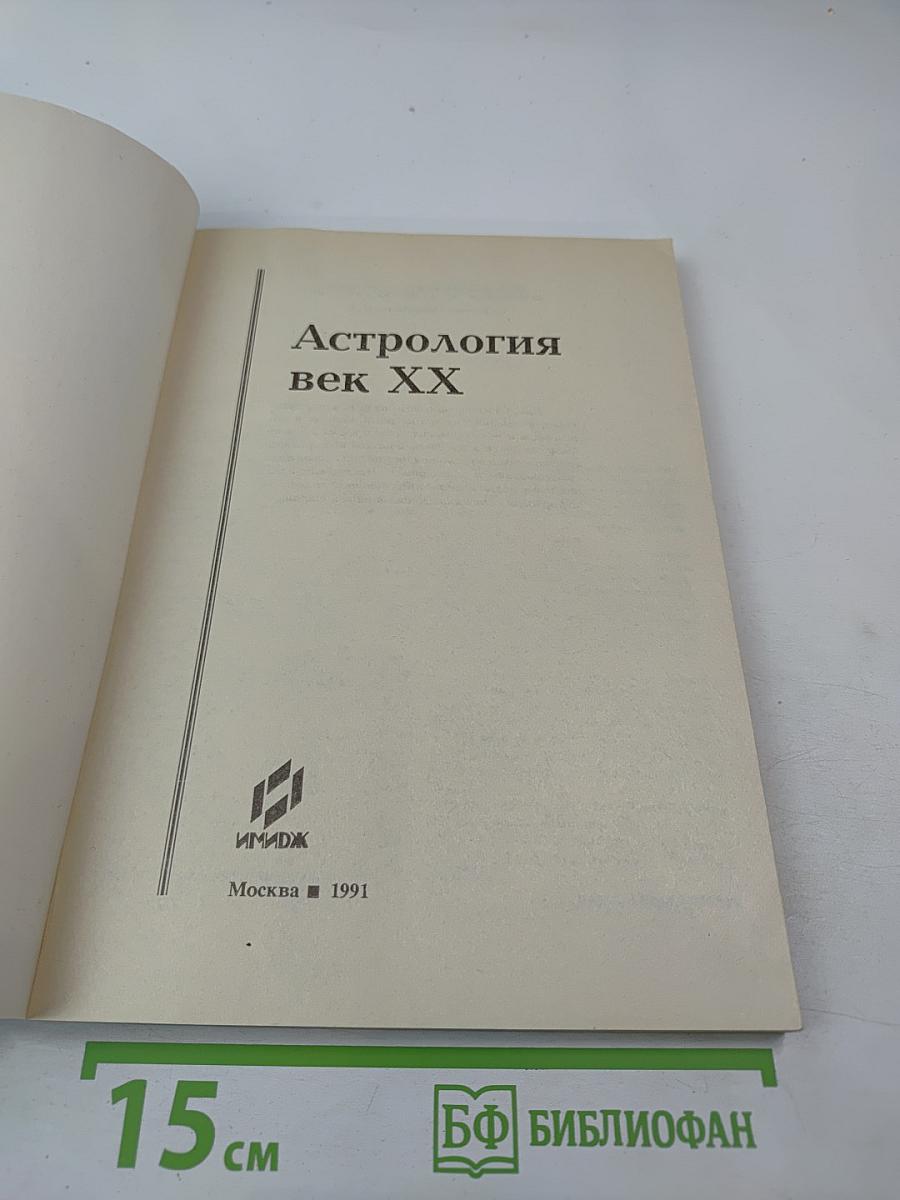 Астрология
век XX
ИМИДЖ
Москва ■ 1991
15 см
БФ БИБЛИОФАН